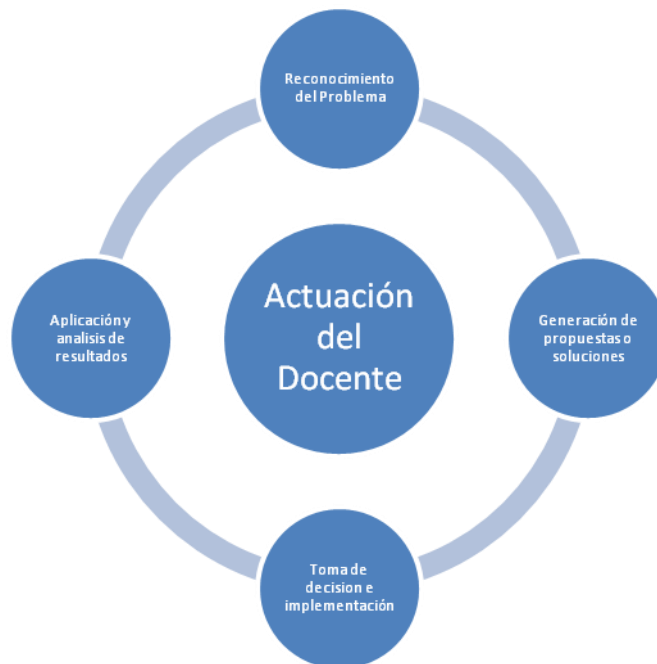 Reconocimiento
del Problema
Actuación
del
Docente
Aplicación y
analisis de
resultados
Generación de
propuestas o
soluciones
Toma de
decision e
implementación